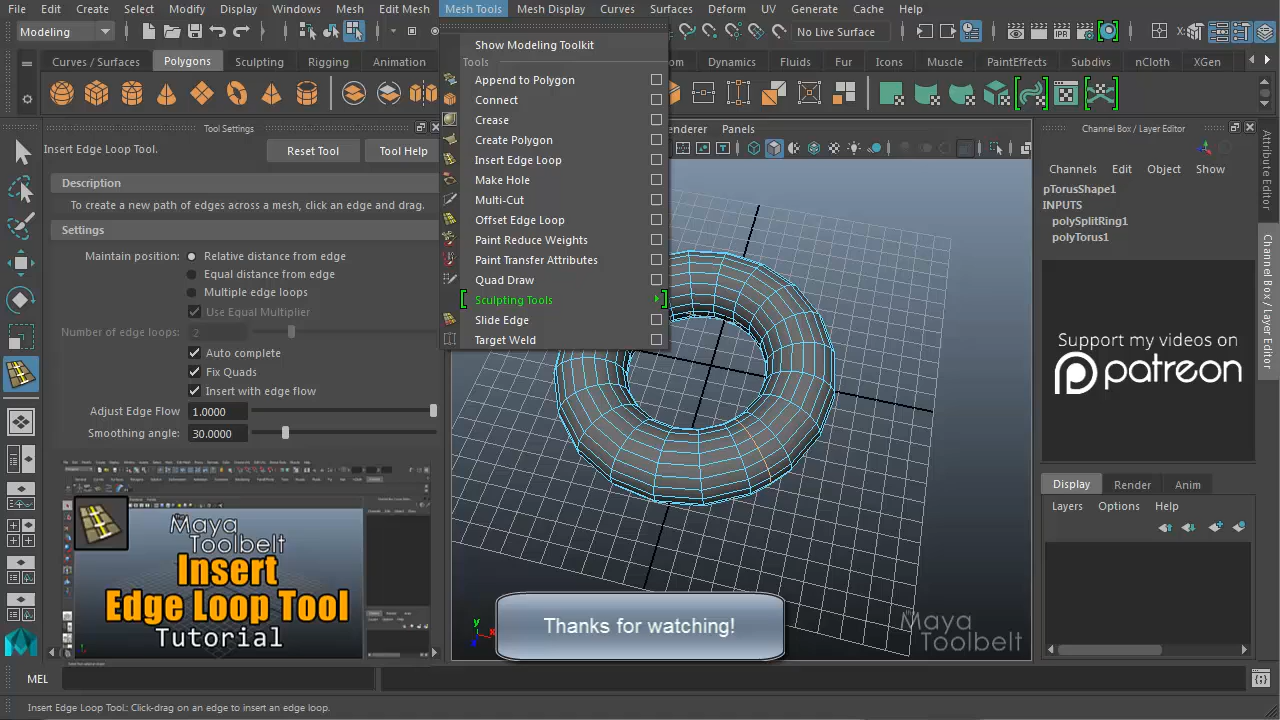 File Edit Create Select Modify Display Windows Mesh Edit Mesh Mesh Tools Mesh Display Curves Surfaces Deform UV Generate Cache Help
Modeling
No Live Surface
Curves / Surfaces Polygons Sculpting Rigging Animation
Dynamics Fluids Fur Icons Muscle PaintEffects Subdivs nCloth XGen
Show Modeling Toolkit
Tools
Append to Polygon
Connect
Crease
Create Polygon
Insert Edge Loop
Make Hole
Multi-Cut
Offset Edge Loop
Paint Reduce Weights
Paint Transfer Attributes
Quad Draw
Sculpting Tools
Slide Edge
Target Weld
Tool Settings
Insert Edge Loop Tool.
Reset Tool
Tool Help
Description
To create a new path of edges across a mesh, click an edge and drag.
Settings
Maintain position: Relative distance from edge
Equal distance from edge
Multiple edge loops
Use Equal Multiplier
Number of edge loops: 2
Auto complete
Fix Quads
Insert with edge flow
Adjust Edge Flow 1.0000
Smoothing angle: 30.0000
Maya
Toolbelt
Insert
Edge Loop Tool
Tutorial
Panels
Thanks for watching!
Maya
Toolbelt
Channel Box / Layer Editor
Channels Edit Object Show
pTorusShape1
INPUTS
polySplitRing1
polyTorus1
Support my videos on
patreon
Display Render Anim
Layers Options Help
Attribute Editor
Channel Box / Layer Editor
MEL
Insert Edge Loop Tool: Click-drag on an edge to insert an edge loop.